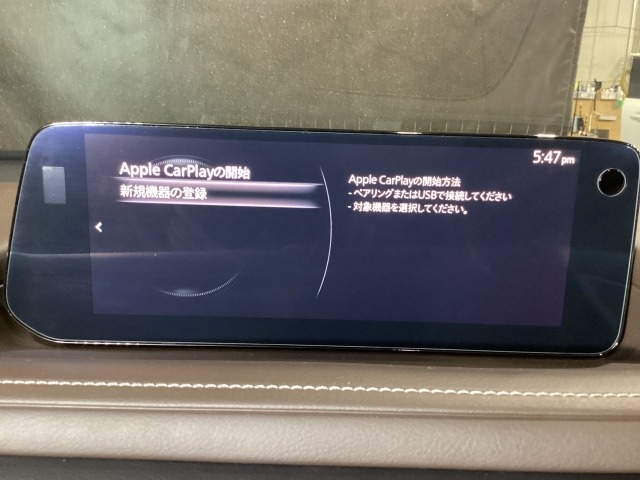 5:47 pm
Apple CarPlayの開始
新規機器の登録
Apple CarPlayの開始方法
- ペアリングまたはUSBで接続してください
- 対象機器を選択してください。